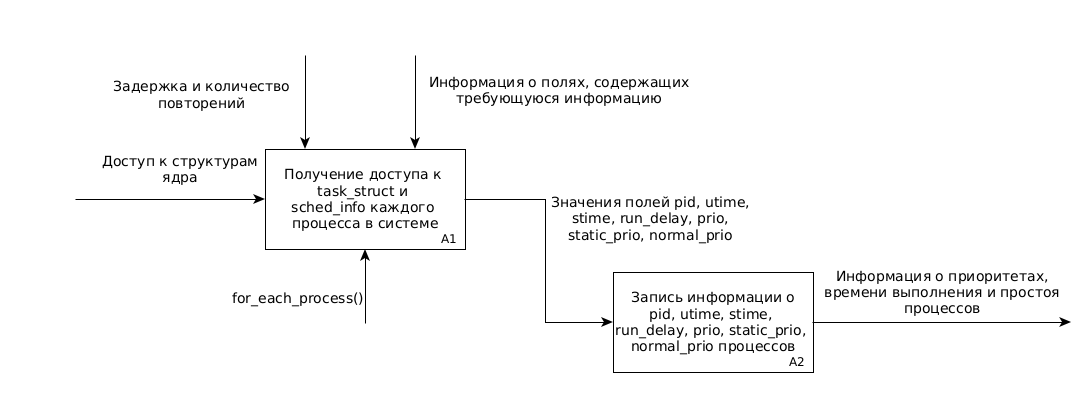 Задержка и количество
повторений
Информация о полях, содержащих
требующуюся информацию
Доступ к структурам
ядра
Получение доступа к
task_struct и
sched_info каждого
процесса в системе
A1
for_each_process()
Значения полей pid, utime,
stime, run_delay, prio,
static_prio, normal_prio
Запись информации о
pid, utime, stime,
run_delay, prio, static_prio,
normal_prio процессов
A2
Информация о приоритетах,
времени выполнения и простоя
процессов